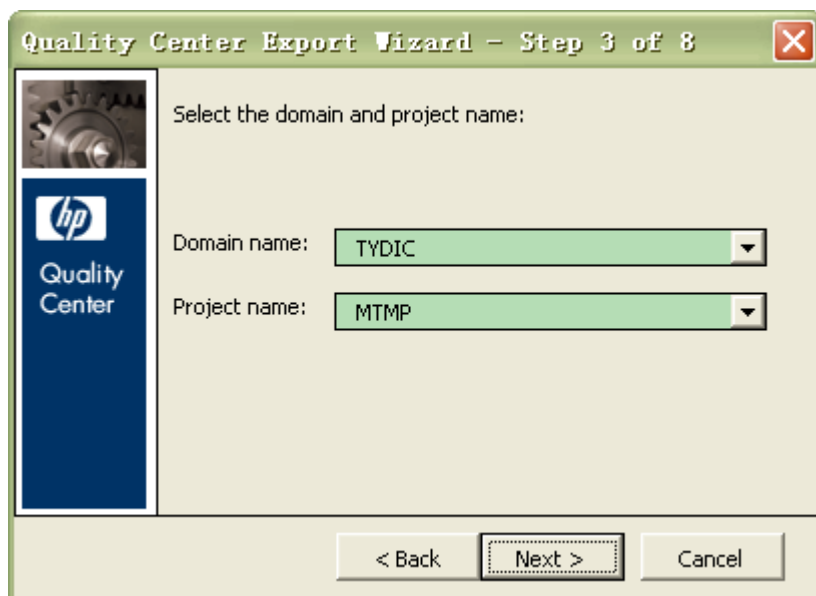 Quality Center Export Wizard - Step 3 of 8
Select the domain and project name:
hp
Quality
Center
Domain name: TYDIC
Project name: MTMP
< Back Next > Cancel